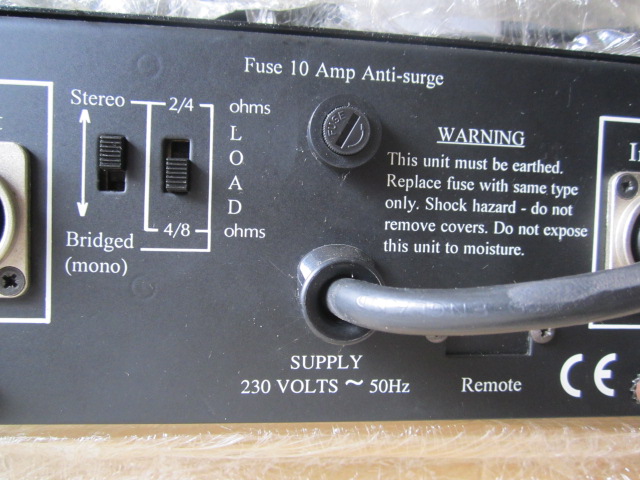 Fuse 10 Amp Anti-surge
Stereo
2/4 ohms
LOAD
4/8 ohms
Bridged
(mono)
FUSE
WARNING
This unit must be earthed.
Replace fuse with same type
only. Shock hazard - do not
remove covers. Do not expose
this unit to moisture.
SUPPLY
230 VOLTS ~ 50Hz
Remote
CE